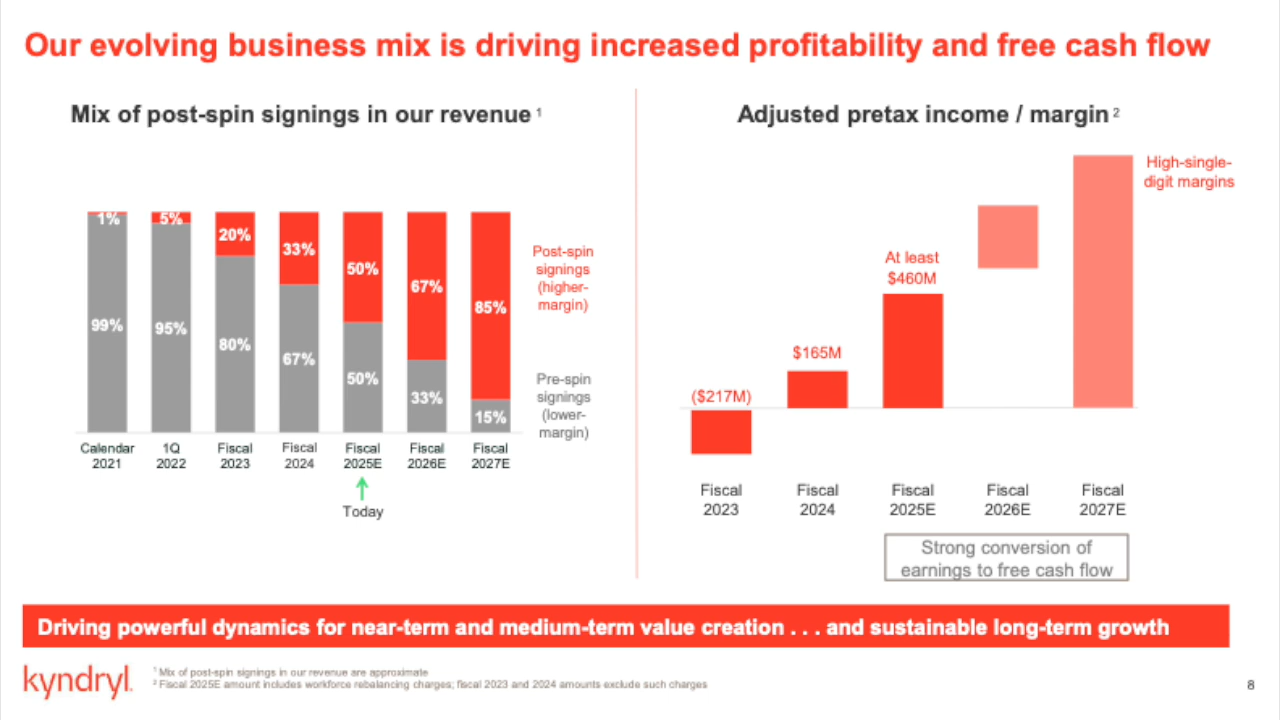 Our evolving business mix is driving increased profitability and free cash flow
Mix of post-spin signings in our revenue ¹
1%
5%
20%
33%
50%
67%
85%
99%
95%
80%
67%
50%
33%
15%
Post-spin
signings
(higher-
margin)
Pre-spin
signings
(lower-
margin)
Calendar
2021
1Q
2022
Fiscal
2023
Fiscal
2024
Fiscal
2025E
Fiscal
2026E
Fiscal
2027E
Today
Adjusted pretax income / margin ²
($217M)
$165M
At least
$460M
High-single-
digit margins
Fiscal
2023
Fiscal
2024
Fiscal
2025E
Fiscal
2026E
Fiscal
2027E
Strong conversion of
earnings to free cash flow
Driving powerful dynamics for near-term and medium-term value creation . . . and sustainable long-term growth
kyndryl.
¹ Mix of post-spin signings in our revenue are approximate
² Fiscal 2025E amount includes workforce rebalancing charges; fiscal 2023 and 2024 amounts exclude such charges
8